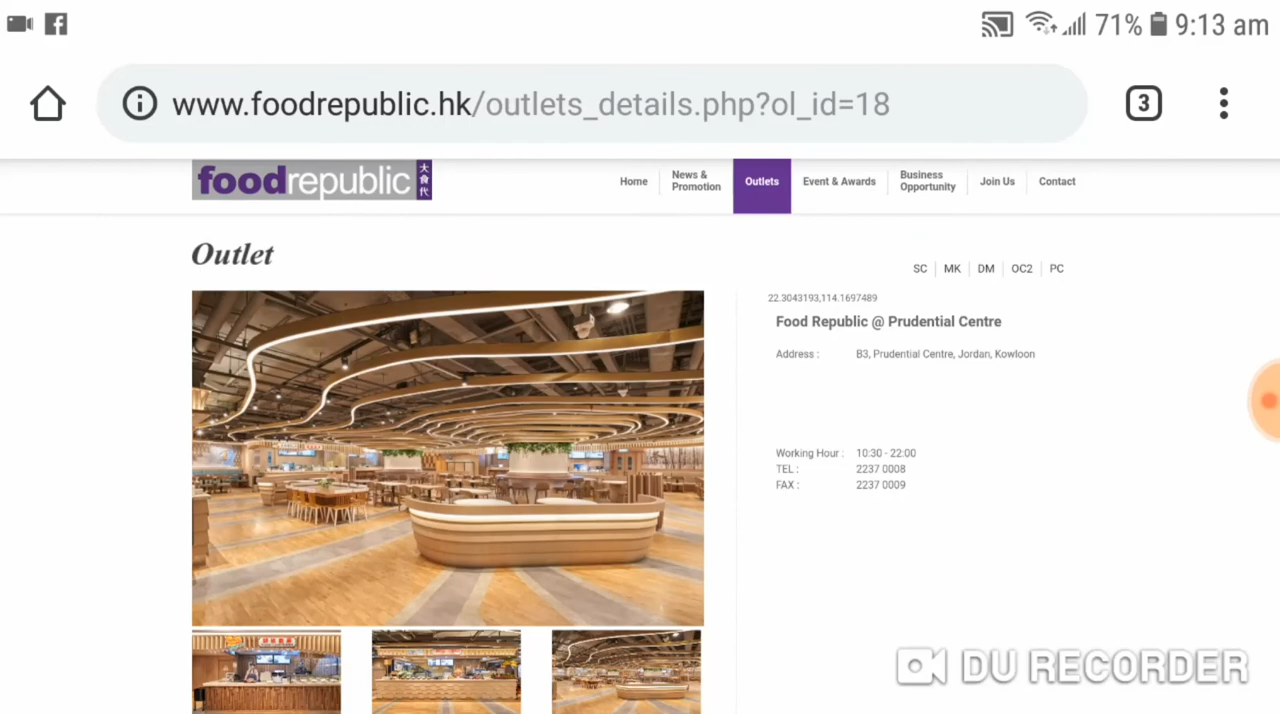 71% 9:13 am
www.foodrepublic.hk/outlets_details.php?ol_id=18
3
foodrepublic 大食代
Home
News & Promotion
Outlets
Event & Awards
Business Opportunity
Join Us
Contact
Outlet
SC MK DM OC2 PC
22.3043193,114.1697489
Food Republic @ Prudential Centre
Address : B3, Prudential Centre, Jordan, Kowloon
Working Hour : 10:30 - 22:00
TEL : 2237 0008
FAX : 2237 0009
DU RECORDER